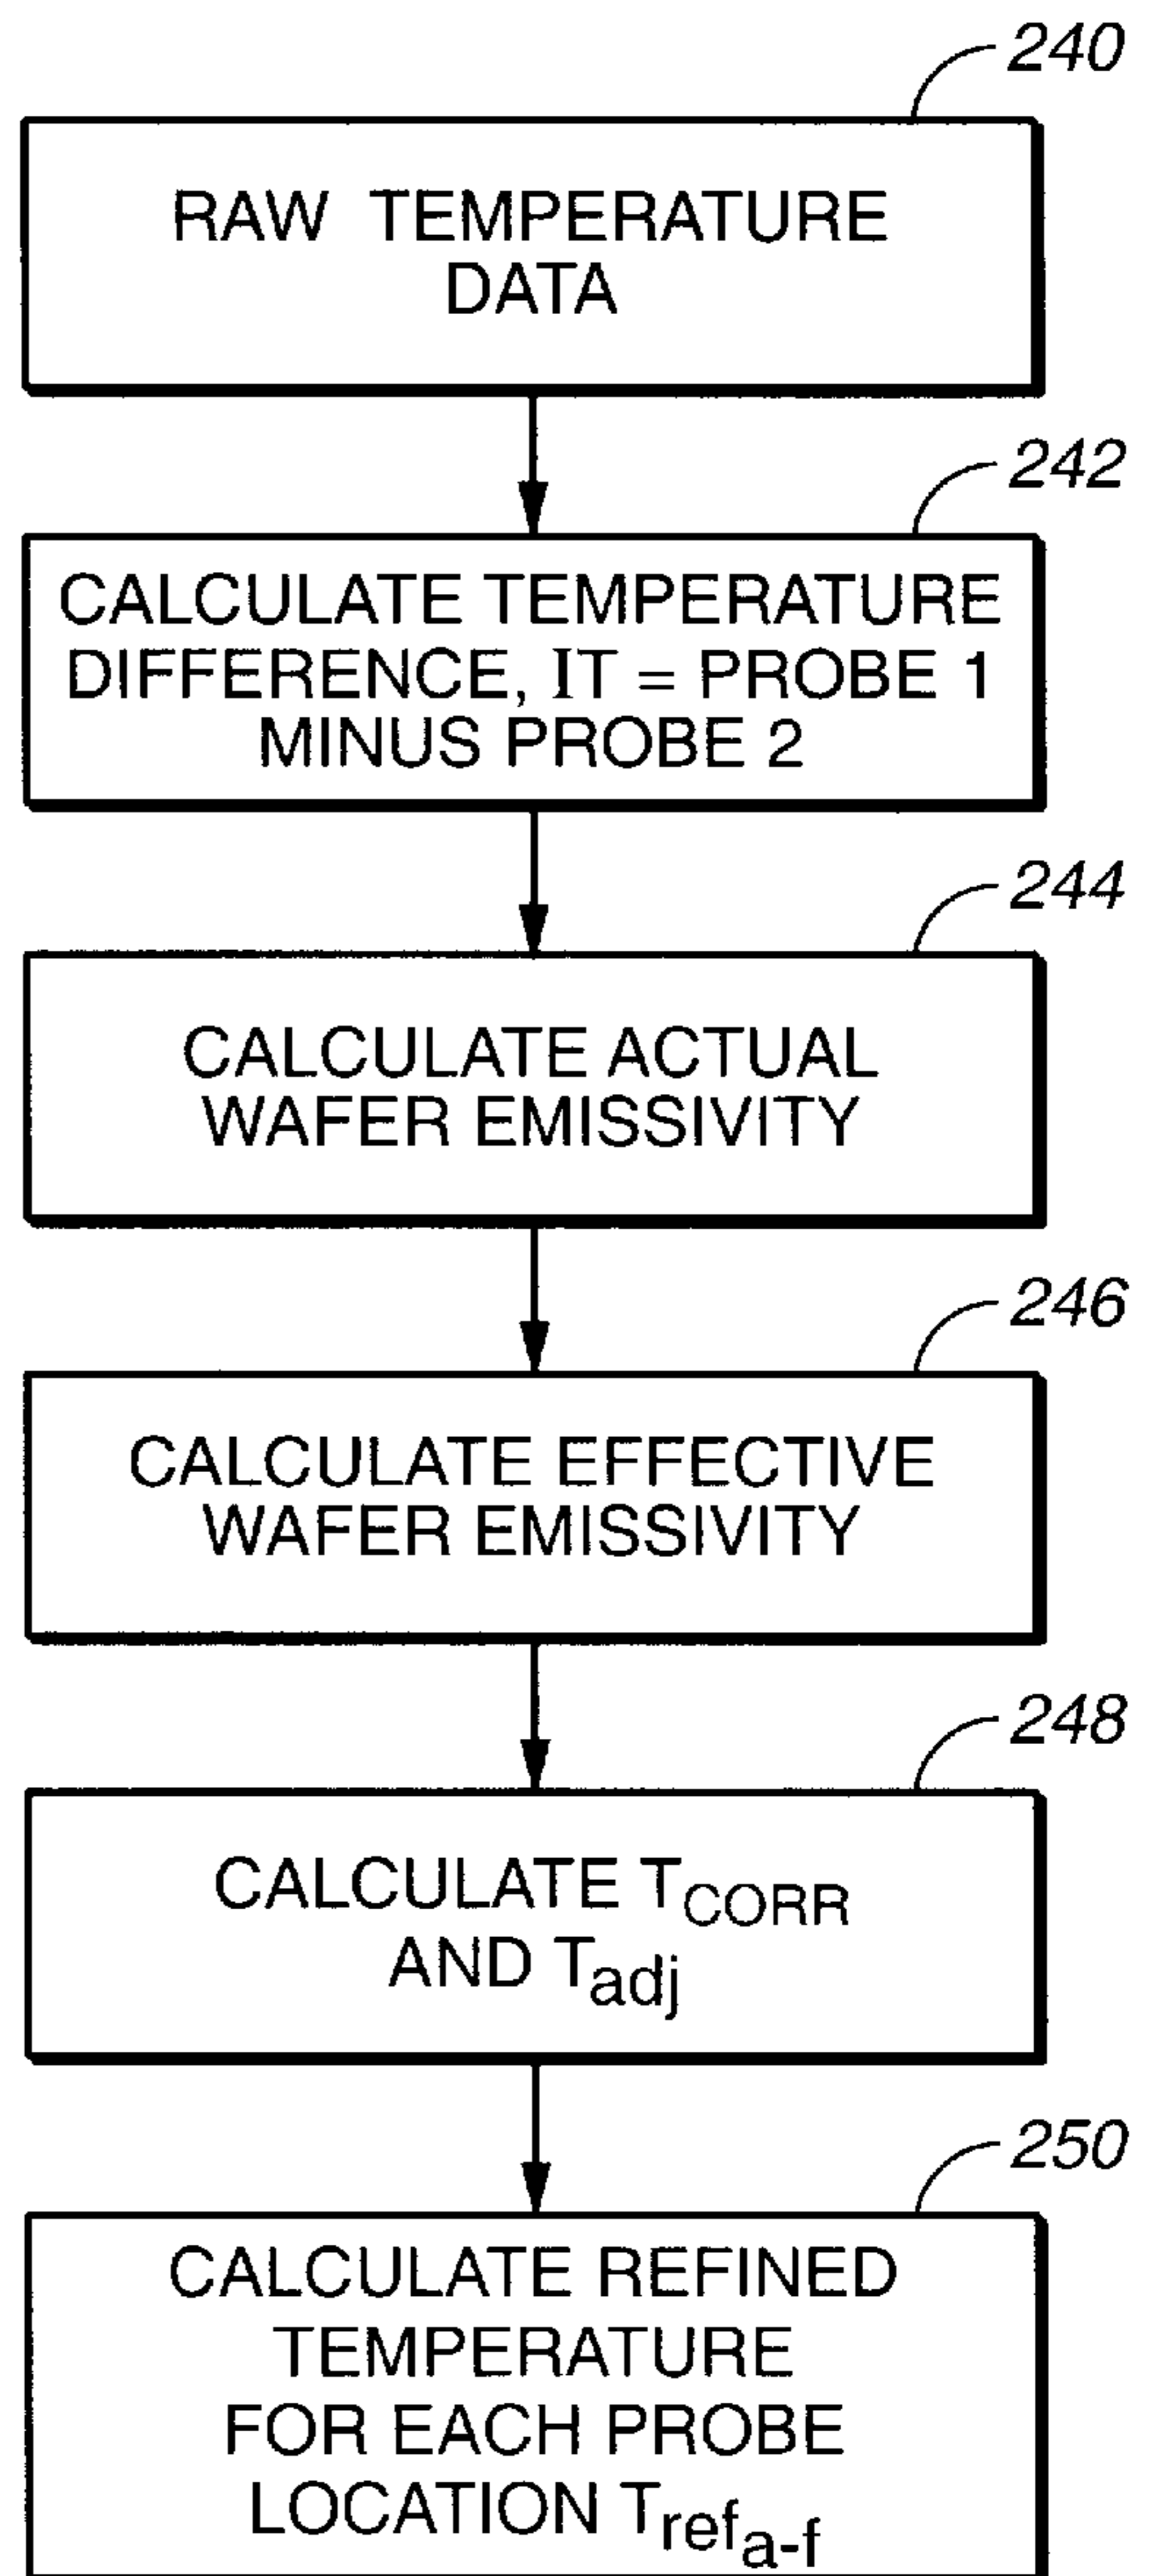 240
RAW TEMPERATURE
DATA
242
CALCULATE TEMPERATURE
DIFFERENCE, IT = PROBE 1
MINUS PROBE 2
244
CALCULATE ACTUAL
WAFER EMISSIVITY
246
CALCULATE EFFECTIVE
WAFER EMISSIVITY
248
CALCULATE TCORR
AND Tadj
250
CALCULATE REFINED
TEMPERATURE
FOR EACH PROBE
LOCATION Trefa-f